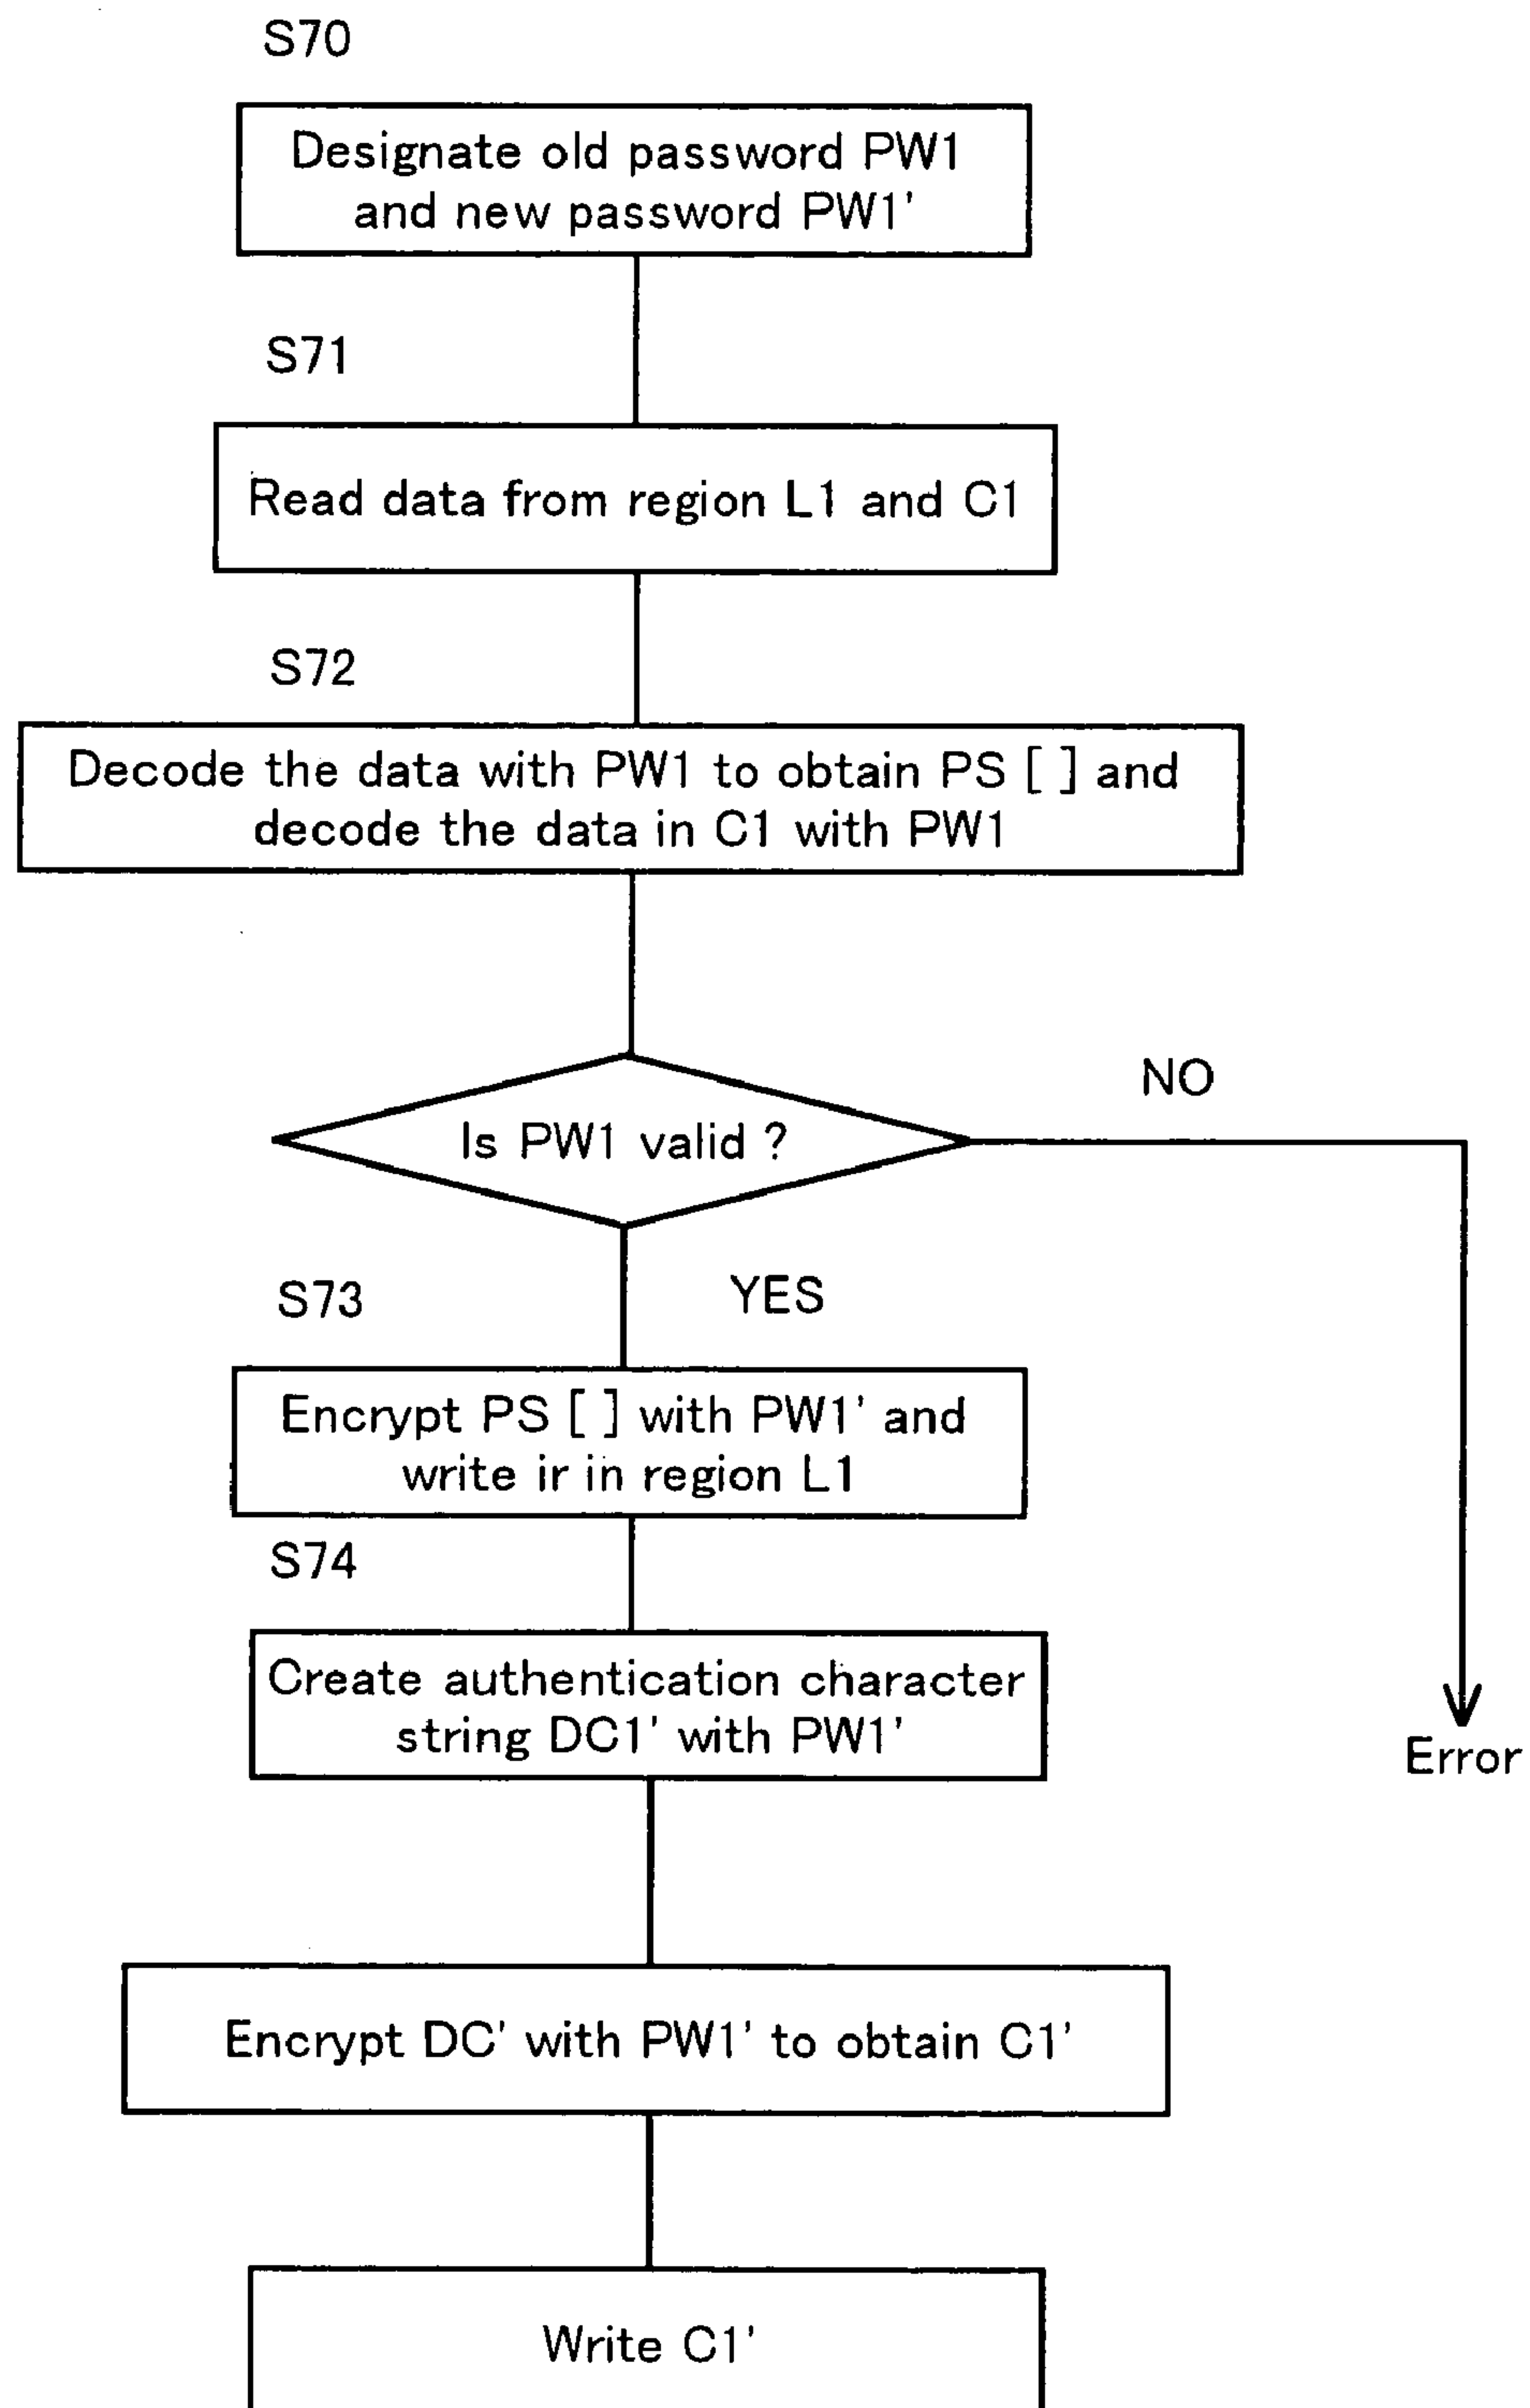 S70
Designate old password PW1
and new password PW1'
S71
Read data from region L1 and C1
S72
Decode the data with PW1 to obtain PS [ ] and
decode the data in C1 with PW1
Is PW1 valid ?
NO
YES
S73
Encrypt PS [ ] with PW1' and
write ir in region L1
S74
Create authentication character
string DC1' with PW1'
Error
Encrypt DC' with PW1' to obtain C1'
Write C1'